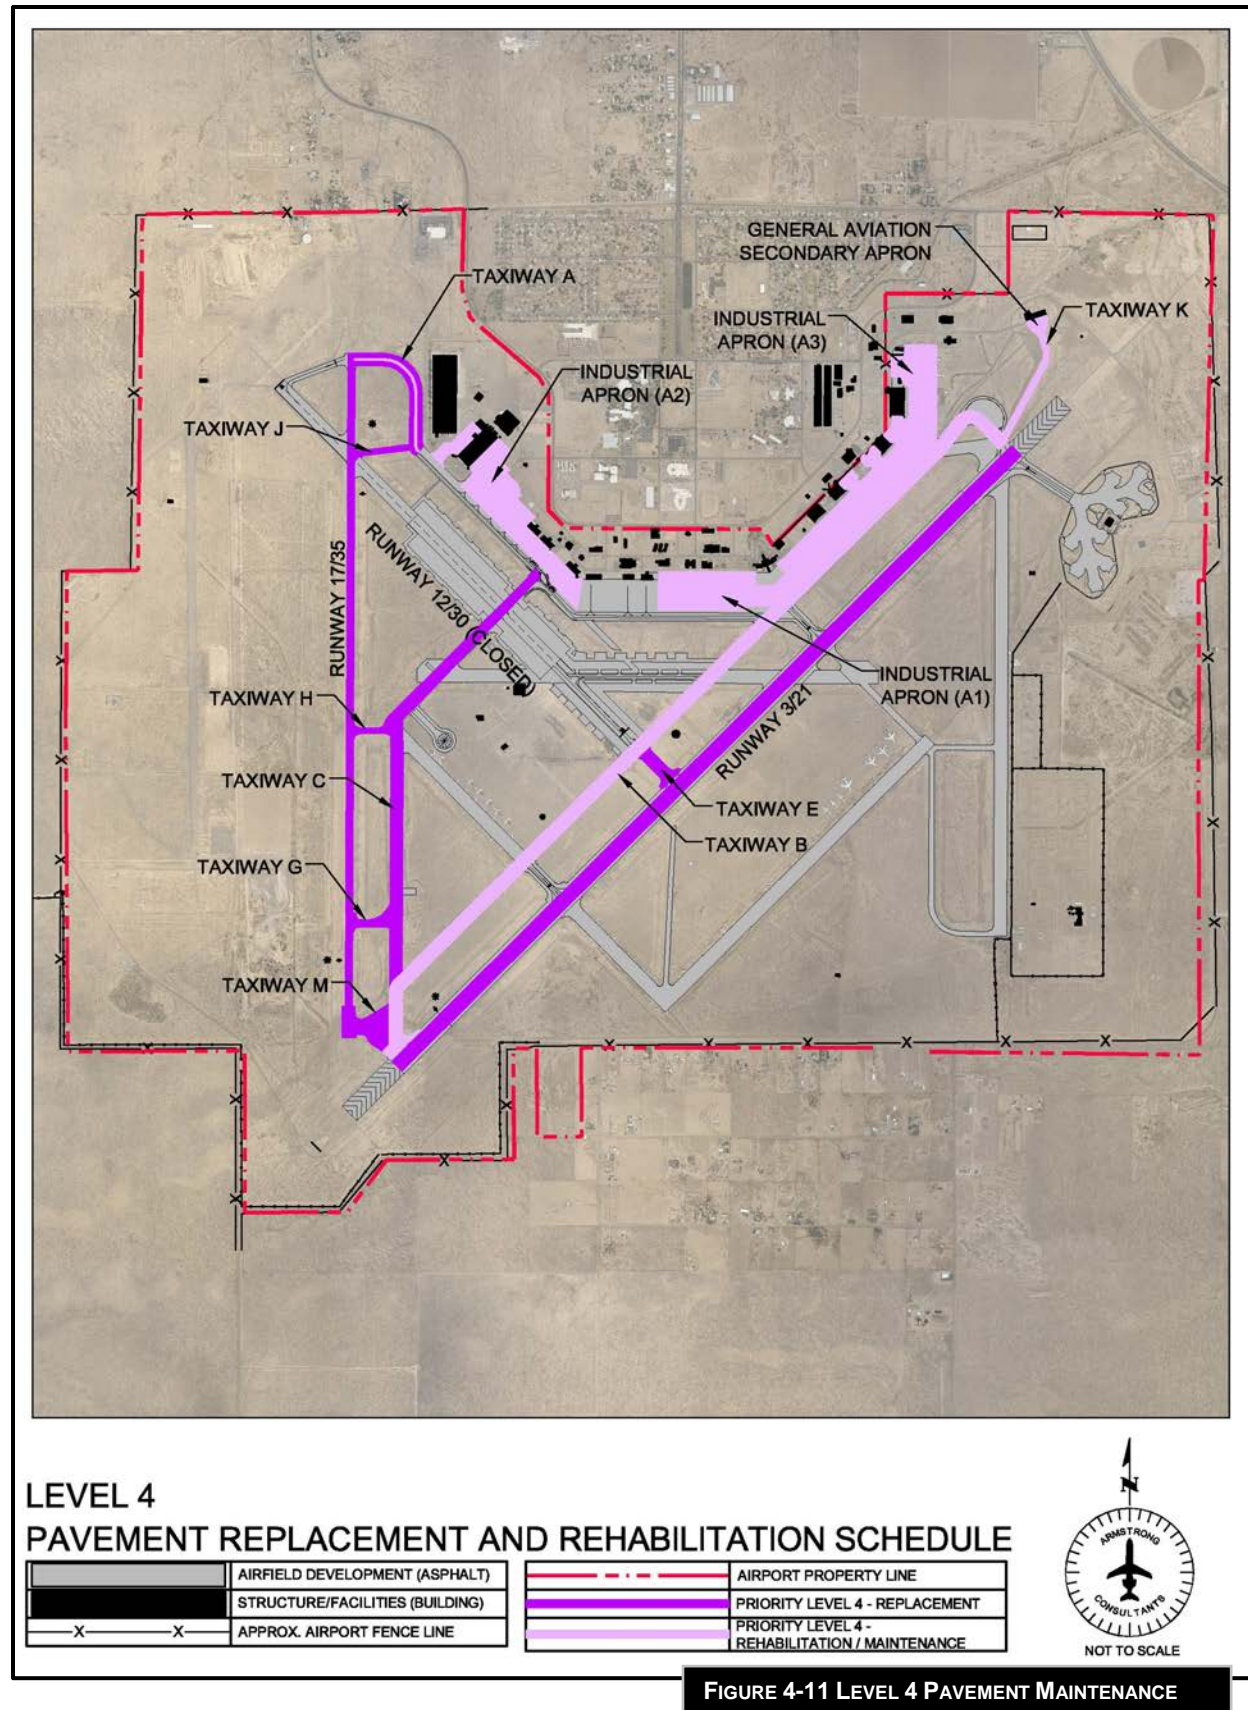 GENERAL AVIATION
SECONDARY APRON
TAXIWAY A
TAXIWAY K
INDUSTRIAL
APRON (A3)
INDUSTRIAL
APRON (A2)
TAXIWAY J
RUNWAY 17/35
RUNWAY 12/30 (CLOSED)
INDUSTRIAL
APRON (A1)
TAXIWAY H
RUNWAY 3/21
TAXIWAY C
TAXIWAY E
TAXIWAY B
TAXIWAY G
TAXIWAY M
LEVEL 4
PAVEMENT REPLACEMENT AND REHABILITATION SCHEDULE
AIRFIELD DEVELOPMENT (ASPHALT)
STRUCTURE/FACILITIES (BUILDING)
X X APPROX. AIRPORT FENCE LINE
AIRPORT PROPERTY LINE
PRIORITY LEVEL 4 - REPLACEMENT
PRIORITY LEVEL 4 -
REHABILITATION / MAINTENANCE
N
ARMSTRONG
CONSULTANTS
NOT TO SCALE
FIGURE 4-11 LEVEL 4 PAVEMENT MAINTENANCE